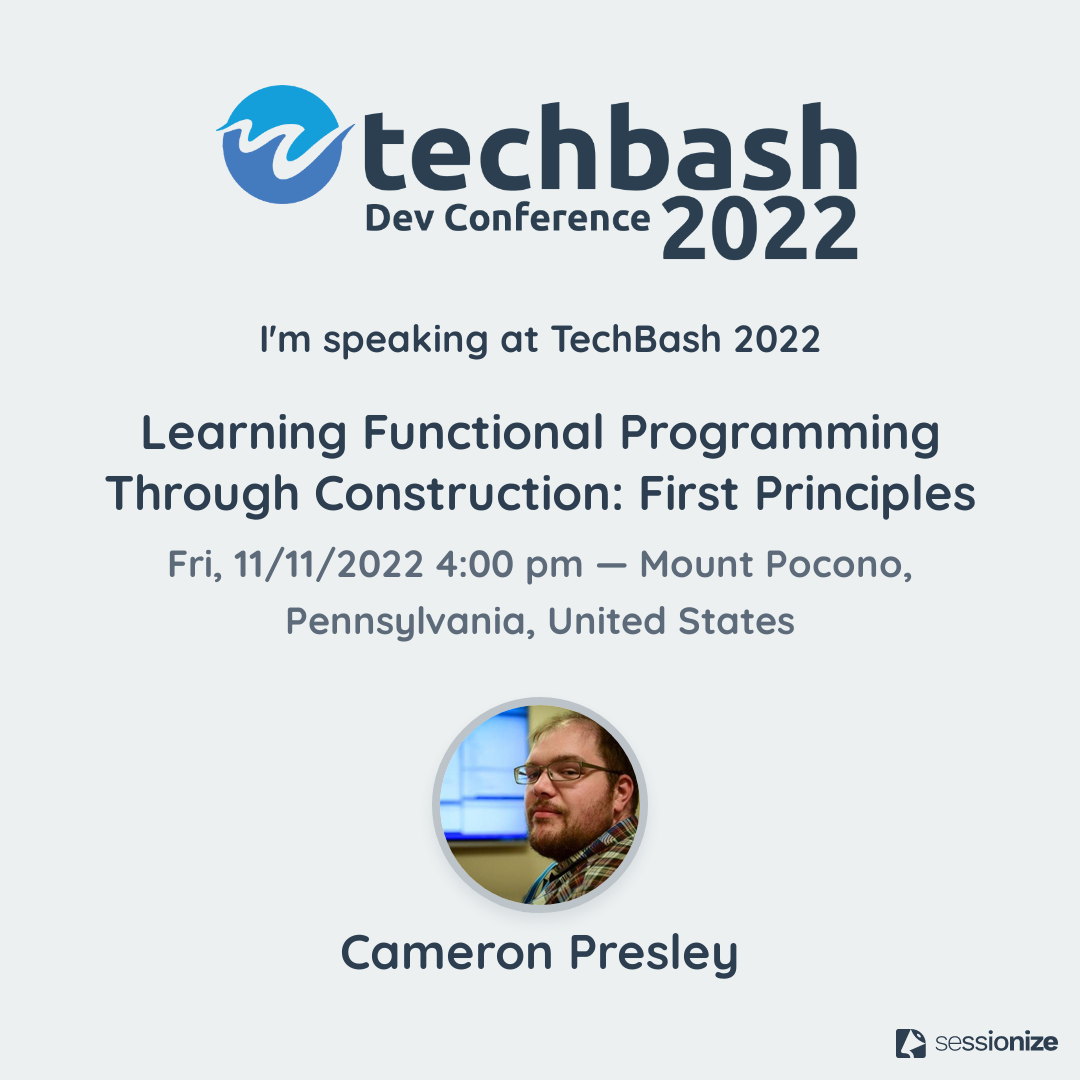 techbash
Dev Conference 2022
I'm speaking at TechBash 2022
Learning Functional Programming
Through Construction: First Principles
Fri, 11/11/2022 4:00 pm — Mount Pocono,
Pennsylvania, United States
Cameron Presley
sessionize